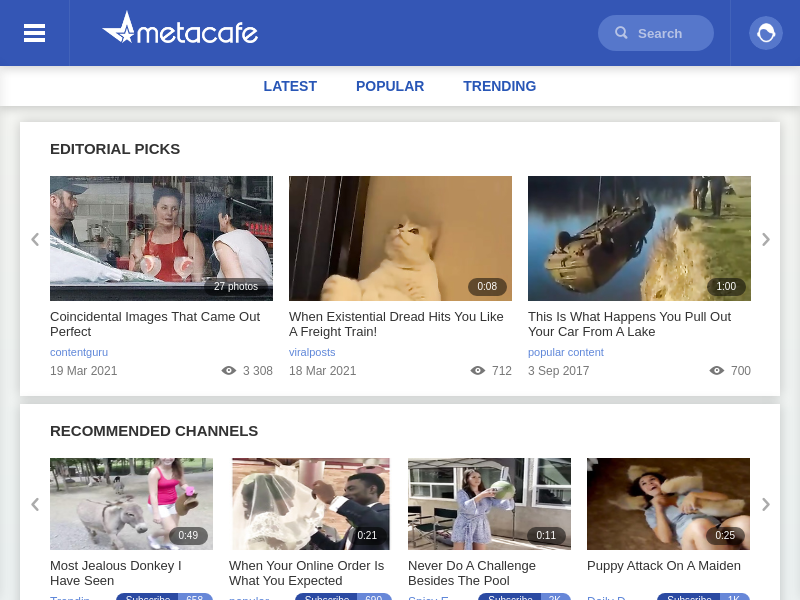 metacafe
Search
LATEST POPULAR TRENDING
EDITORIAL PICKS
27 photos
0:08
1:00
Coincidental Images That Came Out Perfect
contentguru
19 Mar 2021 3 308
When Existential Dread Hits You Like A Freight Train!
viralposts
18 Mar 2021 712
This Is What Happens You Pull Out Your Car From A Lake
popular content
3 Sep 2017 700
RECOMMENDED CHANNELS
0:49
0:21
0:11
0:25
Most Jealous Donkey I Have Seen
Subscribe 658
When Your Online Order Is What You Expected
popular
Subscribe 690
Never Do A Challenge Besides The Pool
Spicy E
Subscribe 2K
Puppy Attack On A Maiden
Daily D
Subscribe 1K